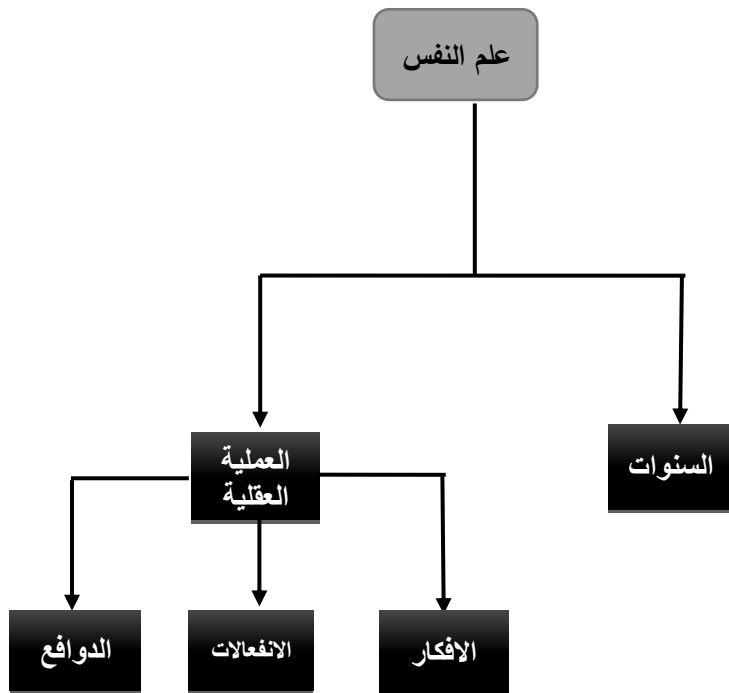 علم النفس
السنوات
العملية
العقلية
الافكار
الانفعالات
الدوافع